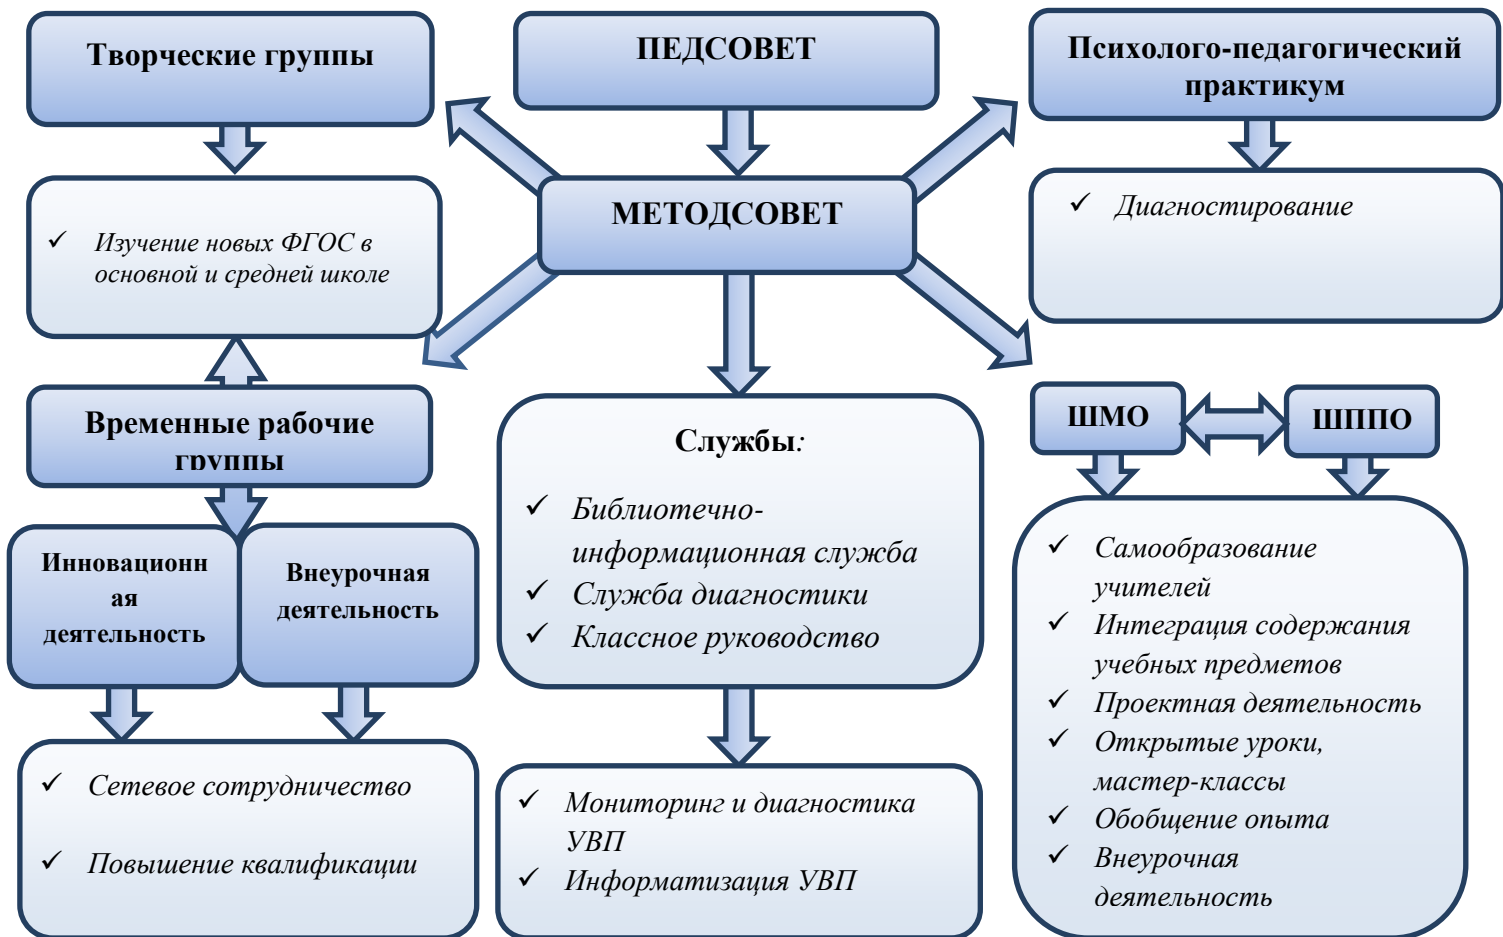 Творческие группы
ПЕДСОВЕТ
Психолого-педагогический
практикум
МЕТОДСОВЕТ
✓ Изучение новых ФГОС в
основной и средней школе
✓ Диагностирование
Временные рабочие
группы
Инновационн
ая
деятельность
Внеурочная
деятельность
Службы:
✓ Библиотечно-
информационная служба
✓ Служба диагностики
✓ Классное руководство
ШМО
ШППО
✓ Самообразование
учителей
✓ Интеграция содержания
учебных предметов
✓ Проектная деятельность
✓ Открытые уроки,
мастер-классы
✓ Обобщение опыта
✓ Внеурочная
деятельность
✓ Сетевое сотрудничество
✓ Повышение квалификации
✓ Мониторинг и диагностика
УВП
✓ Информатизация УВП